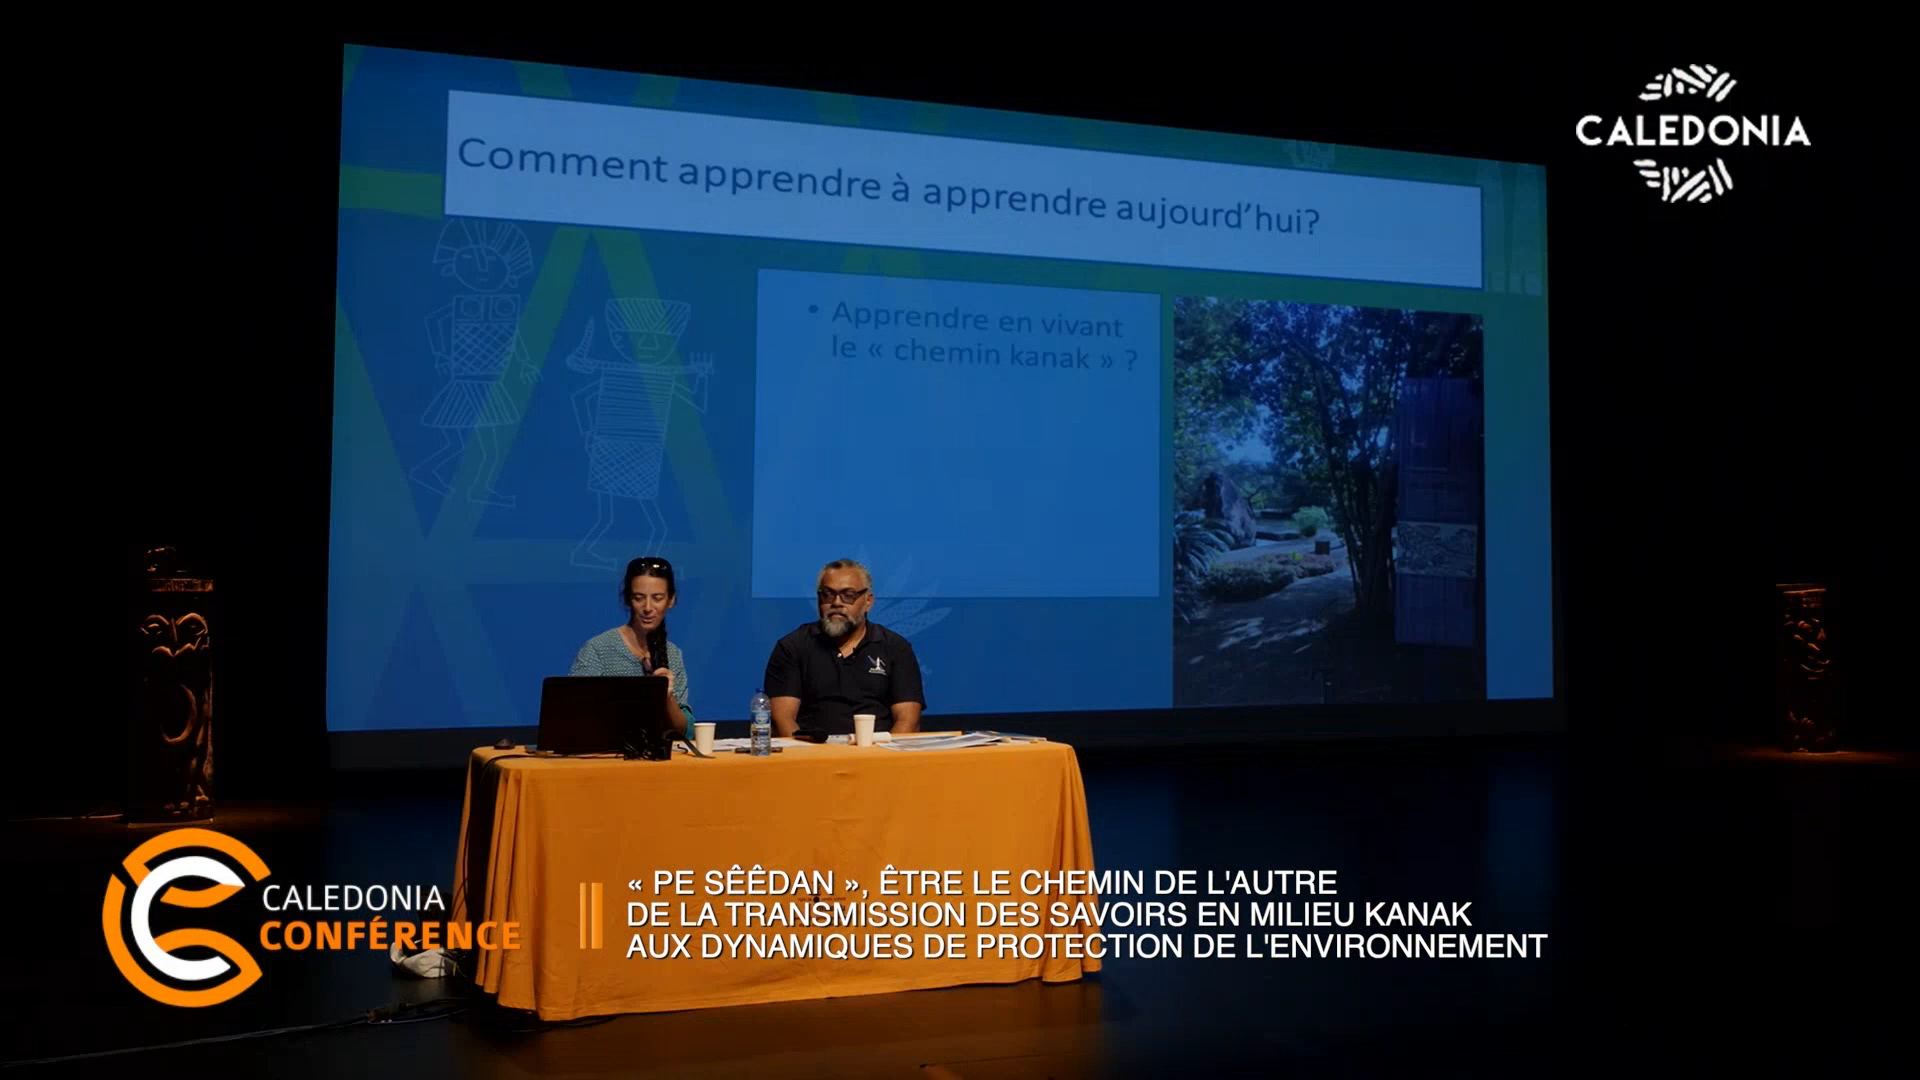 CALEDONIA
Comment apprendre à apprendre aujourd'hui?
• Apprendre en vivant
le « chemin kanak » ?
CALEDONIA
CONFÉRENCE
« PE SÊÊDAN », ÊTRE LE CHEMIN DE L'AUTRE
DE LA TRANSMISSION DES SAVOIRS EN MILIEU KANAK
AUX DYNAMIQUES DE PROTECTION DE L'ENVIRONNEMENT